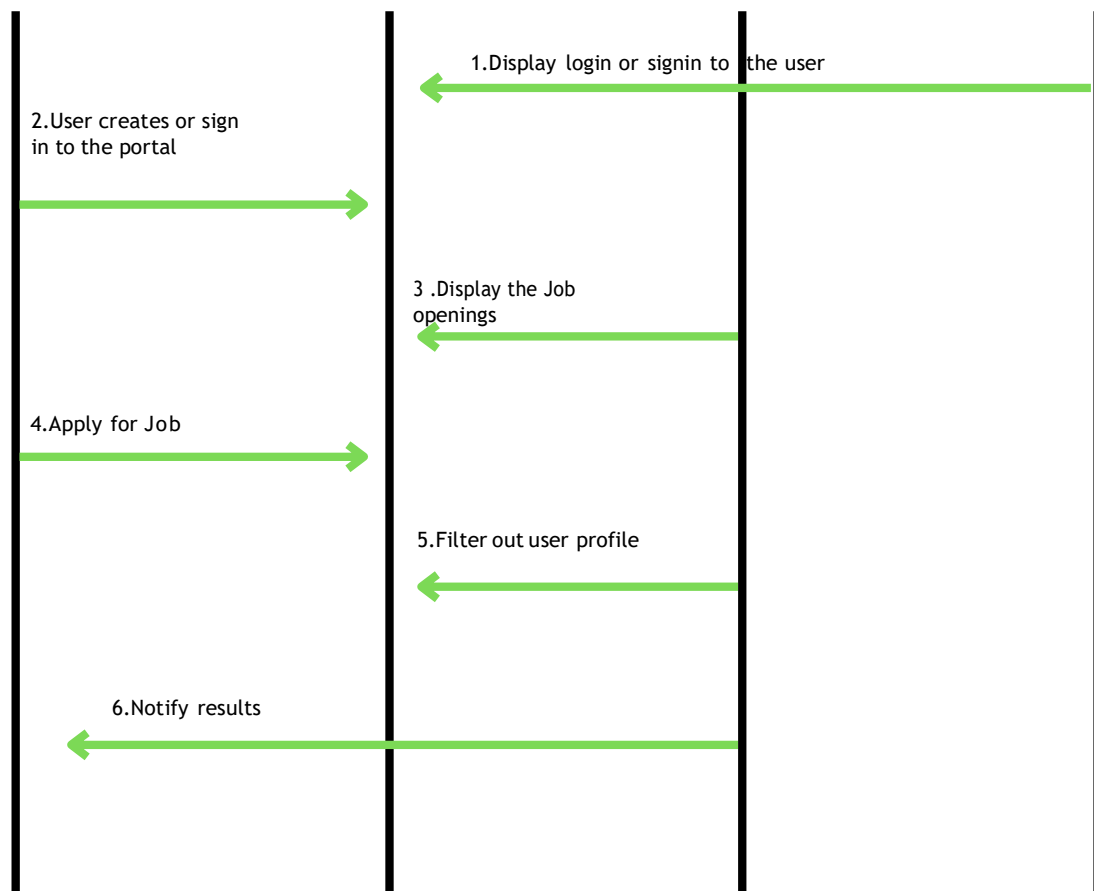 1.Display login or signin to the user
2.User creates or sign
in to the portal
3 .Display the Job
openings
4.Apply for Job
5.Filter out user profile
6.Notify results